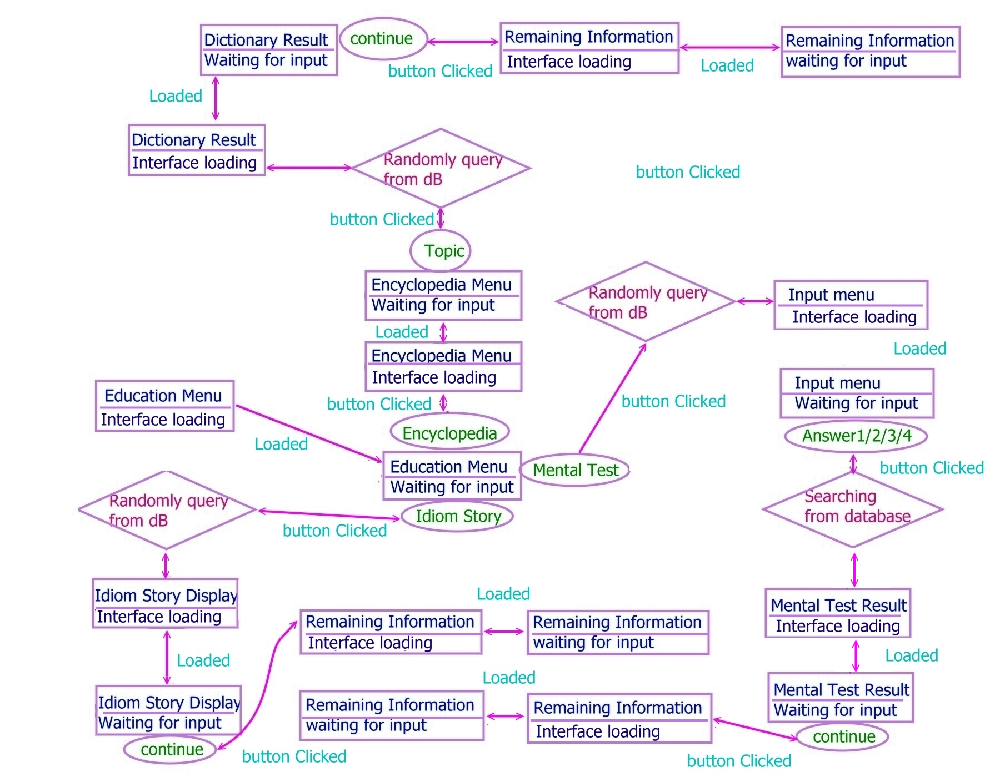 Dictionary Result
Waiting for input
continue
button Clicked
Remaining Information
Interface loading
Loaded
Remaining Information
waiting for input
Loaded
Dictionary Result
Interface loading
Randomly query
from dB
button Clicked
button Clicked
Topic
Encyclopedia Menu
Waiting for input
Loaded
Encyclopedia Menu
Interface loading
button Clicked
Encyclopedia
Randomly query
from dB
Input menu
Interface loading
Loaded
Input menu
Waiting for input
Answer1/2/3/4
button Clicked
button Clicked
Education Menu
Interface loading
Loaded
Education Menu
Waiting for input
Mental Test
Idiom Story
button Clicked
Randomly query
from dB
Searching
from database
Idiom Story Display
Interface loading
Loaded
Idiom Story Display
Waiting for input
continue
button Clicked
Loaded
Remaining Information
Interface loading
Remaining Information
waiting for input
Loaded
Remaining Information
waiting for input
Remaining Information
Interface loading
Mental Test Result
Interface loading
Loaded
Mental Test Result
Waiting for input
continue
button Clicked